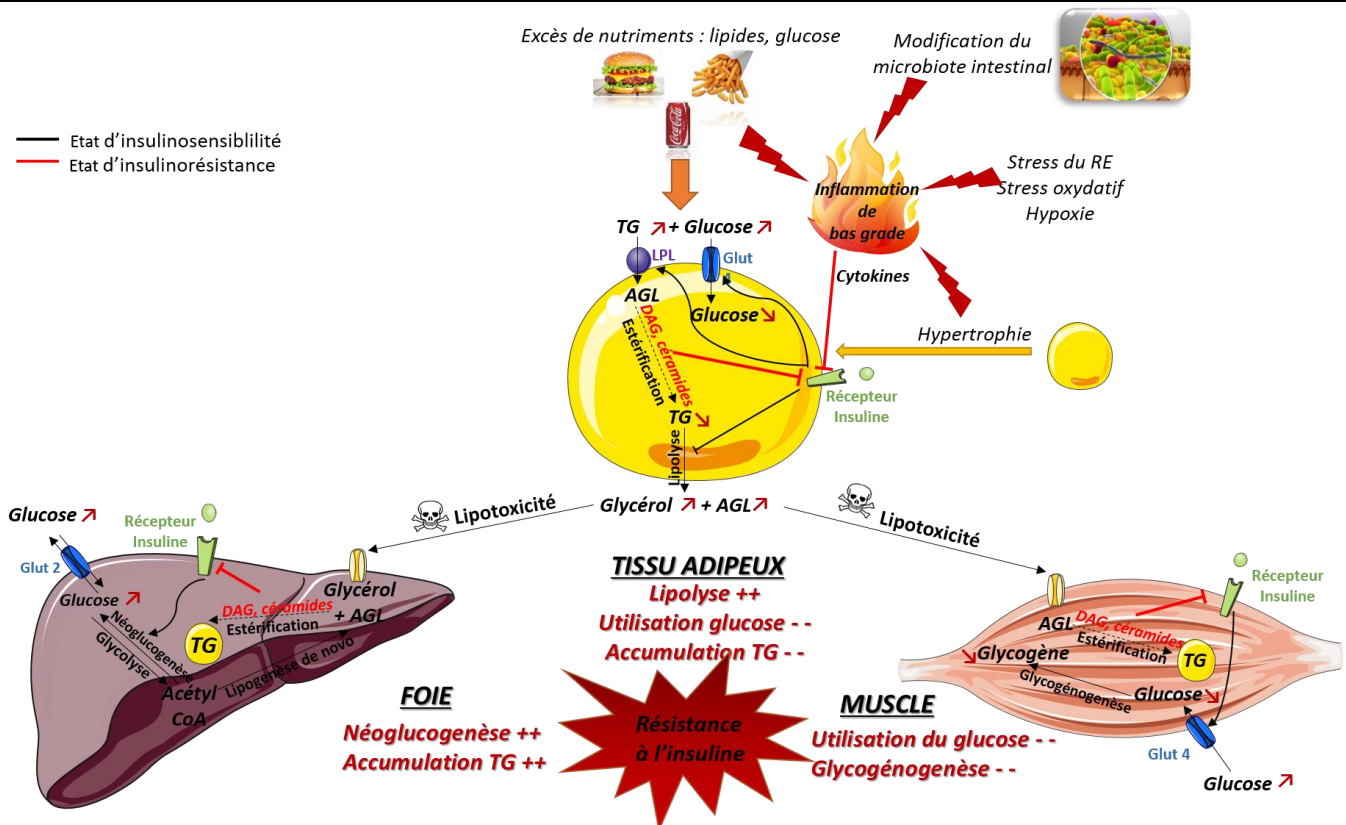 Excès de nutriments : lipides, glucose
Modification du
microbiote intestinal
Coca-Cola
Etat d'insulinosensiblilité
Etat d'insulinorésistance
Stress du RE
Stress oxydatif
Hypoxie
Inflammation
de
bas grade
TG ↗ + Glucose ↗
LPL
Glut
4
Cytokines
AGL
Glucose ↘
DAG, céramides
Estérification
Hypertrophie
Récepteur
Insuline
TG ↘
Lipolyse
Glycérol ↗ + AGL ↗
Lipotoxicité
Lipotoxicité
Glucose ↗
Récepteur
Insuline
Glut 2
Glucose ↗
Glycérol
+ AGL
DAG, céramides
Estérification
TG
Néoglucogenèse
Glycolyse
Lipogenèse de novo
Acétyl
CoA
TISSU ADIPEUX
Lipolyse ++
Utilisation glucose - -
Accumulation TG - -
FOIE
Néoglucogenèse ++
Accumulation TG ++
Résistance
à l'insuline
MUSCLE
Utilisation du glucose - -
Glycogénogenèse - -
Récepteur
Insuline
AGL
DAG, céramides
Estérification
TG
↘ Glycogène
Glycogénogenèse
Glucose ↘
Glut 4
Glucose ↗